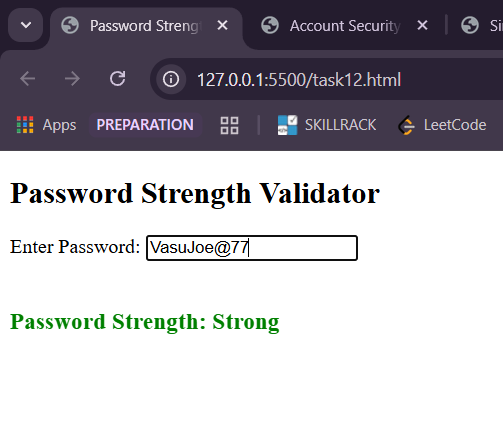 Password Streng
Account Security
Si
127.0.0.1:5500/task12.html
Apps PREPARATION SKILLRACK LeetCode
Password Strength Validator
Enter Password: VasuJoe@77
Password Strength: Strong